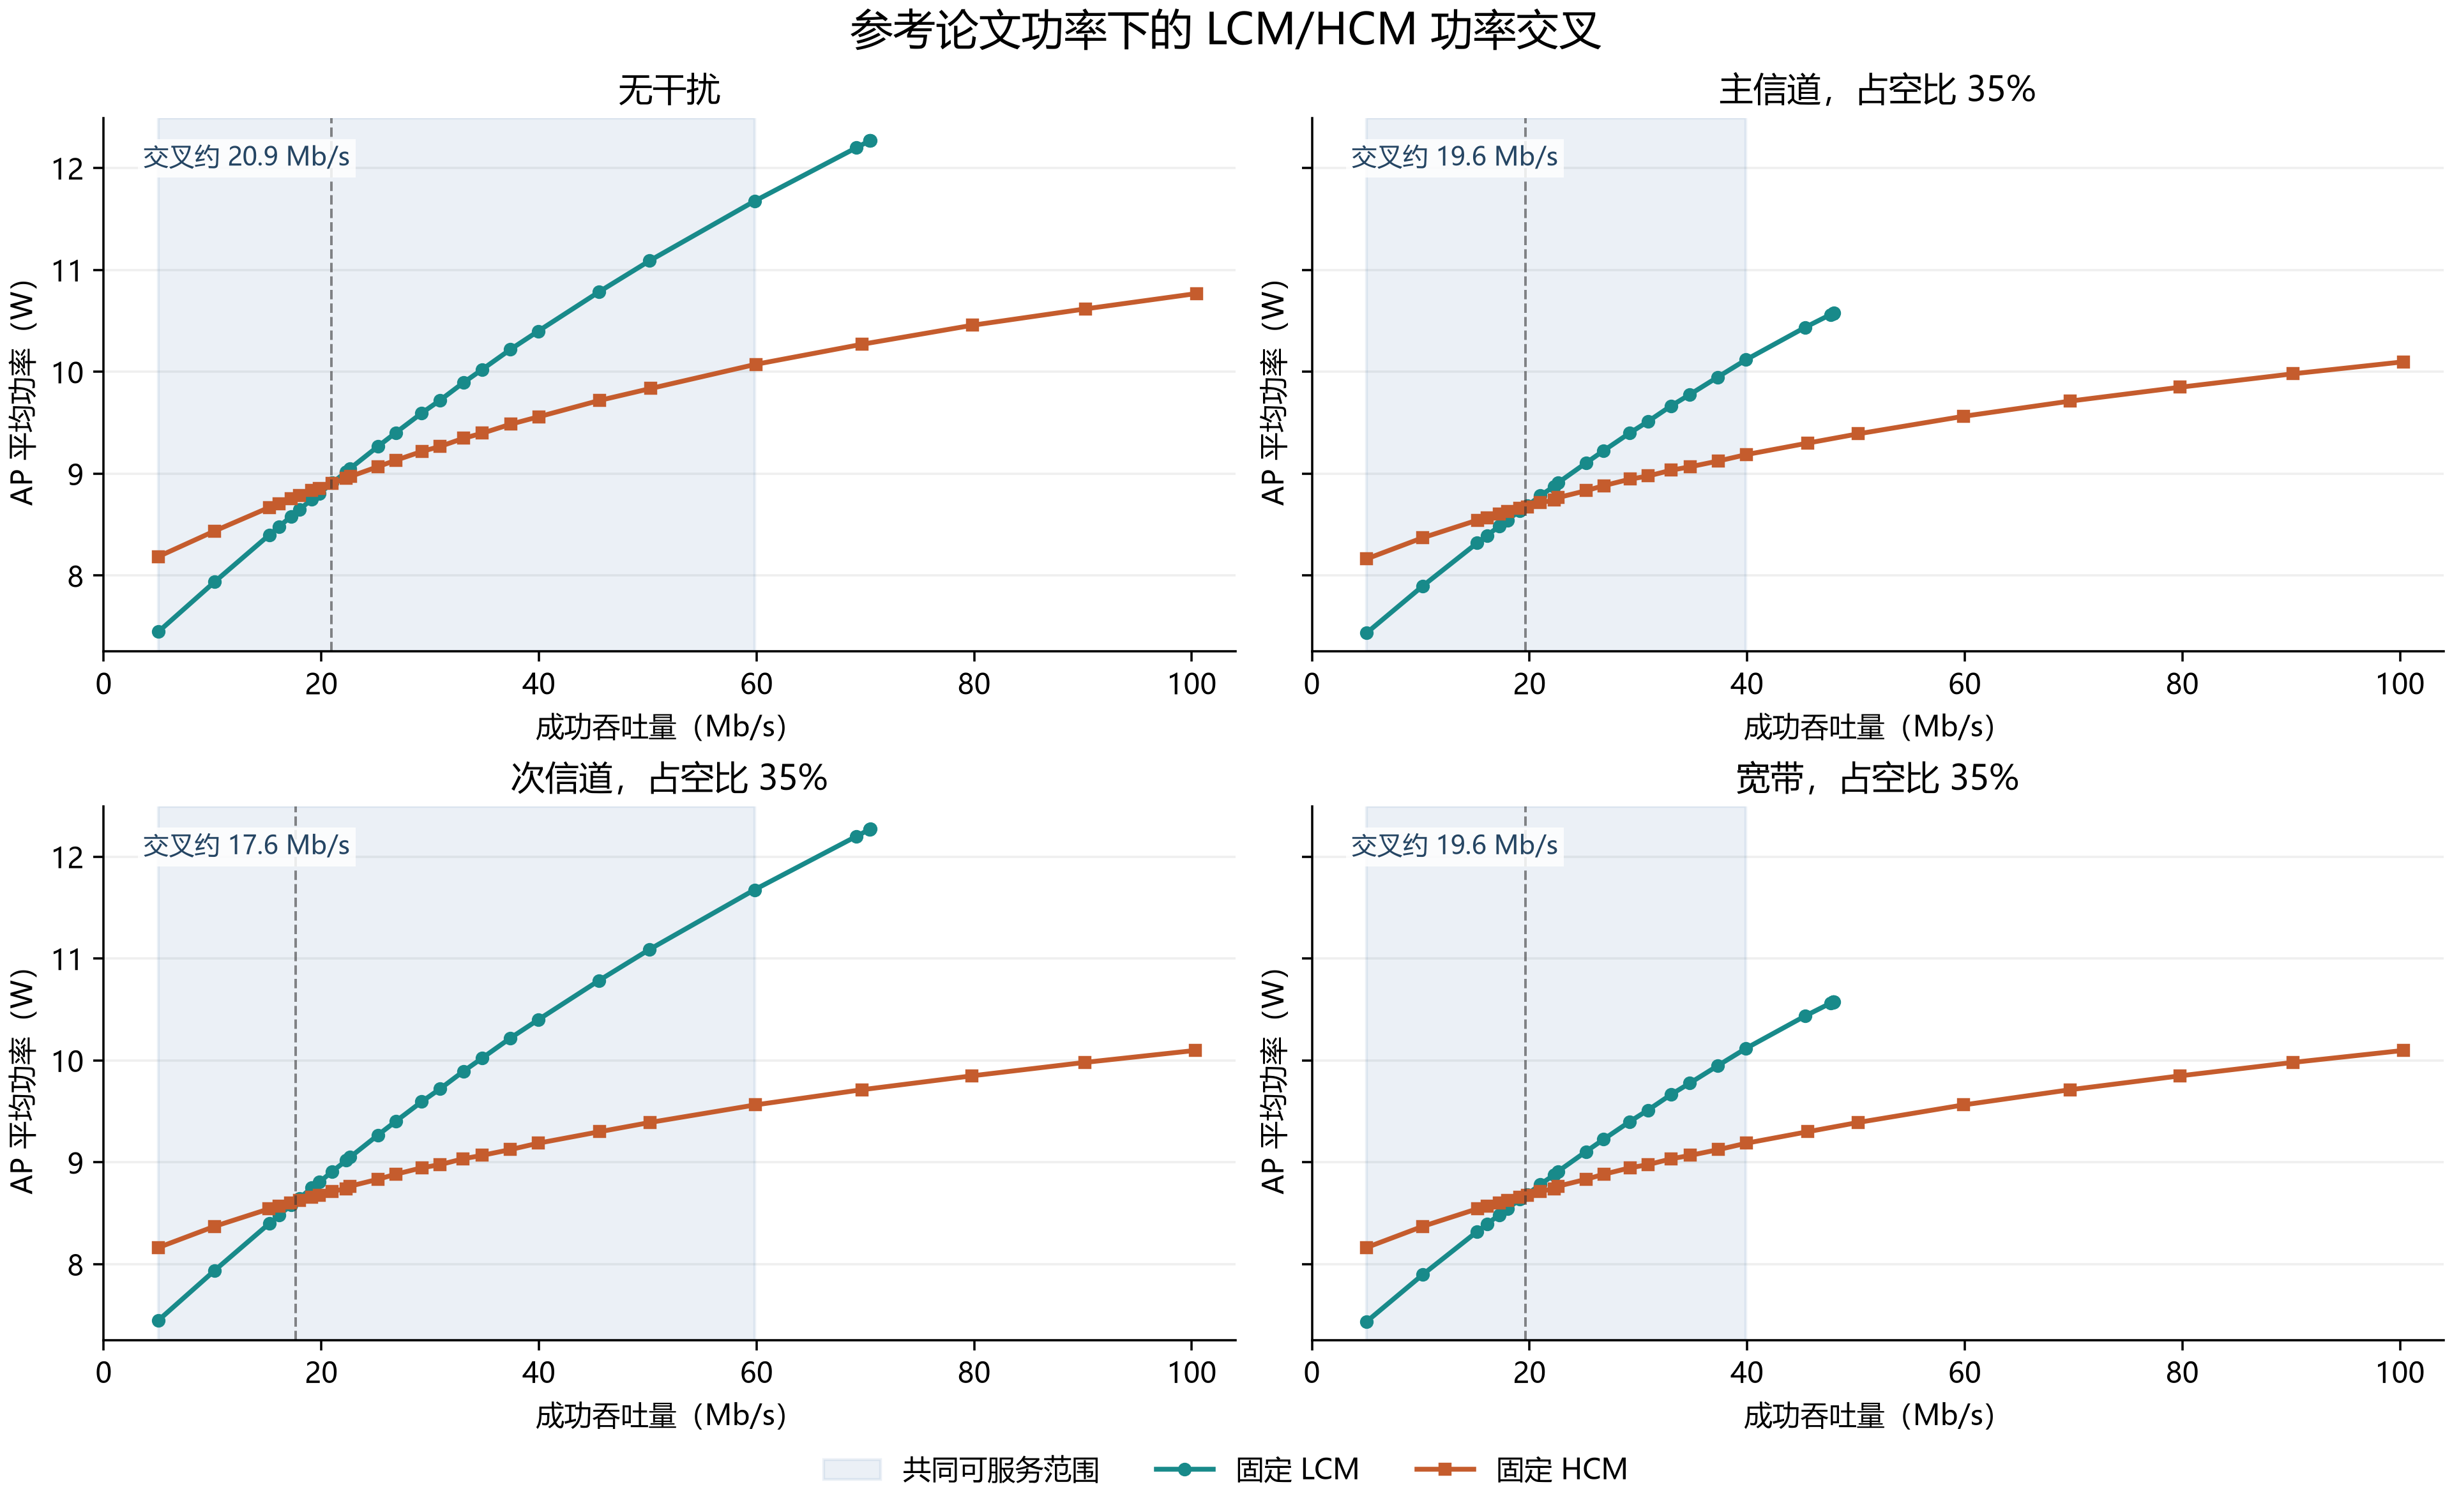 参考论文功率下的 LCM/HCM 功率交叉
无干扰
交叉约 20.9 Mb/s
12
11
10
9
8
AP 平均功率（W）
0 20 40 60 80 100
成功吞吐量（Mb/s）
主信道，占空比 35%
交叉约 19.6 Mb/s
AP 平均功率（W）
0 20 40 60 80 100
成功吞吐量（Mb/s）
次信道，占空比 35%
交叉约 17.6 Mb/s
12
11
10
9
8
AP 平均功率（W）
0 20 40 60 80 100
成功吞吐量（Mb/s）
宽带，占空比 35%
交叉约 19.6 Mb/s
AP 平均功率（W）
0 20 40 60 80 100
成功吞吐量（Mb/s）
共同可服务范围 固定 LCM 固定 HCM